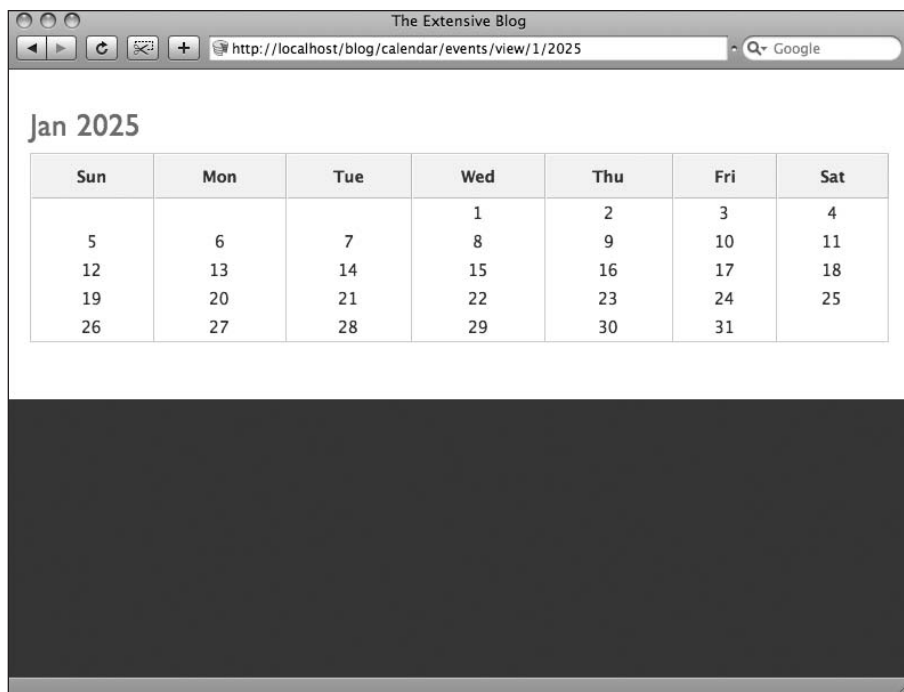 The Extensive Blog
http://localhost/blog/calendar/events/view/1/2025 Google
Jan 2025
Sun Mon Tue Wed Thu Fri Sat
1 2 3 4
5 6 7 8 9 10 11
12 13 14 15 16 17 18
19 20 21 22 23 24 25
26 27 28 29 30 31